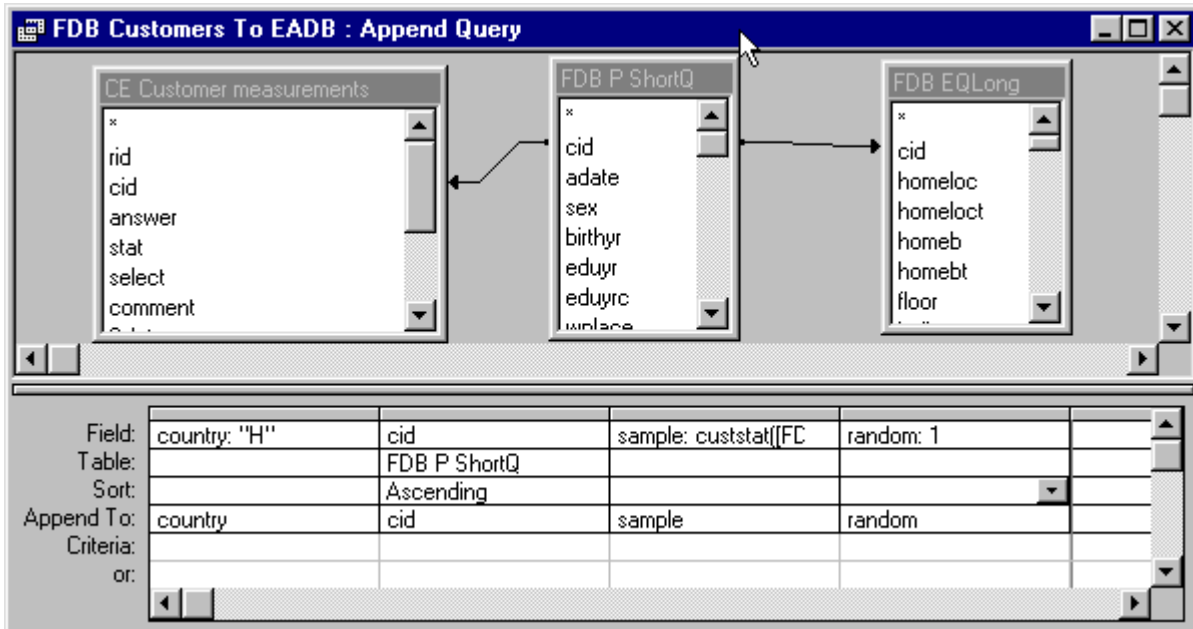 FDB Customers To EADB : Append Query
CE Customer measurements
*
rid
cid
answer
stat
select
comment
FDB P ShortQ
*
cid
adate
sex
birthyr
eduyr
eduyrc
wplace
FDB EQLong
*
cid
homeloc
homeloct
homeb
homebt
floor
Field: country: "H" cid sample: custstat([FD random: 1
Table: FDB P ShortQ
Sort: Ascending
Append To: country cid sample random
Criteria:
or: